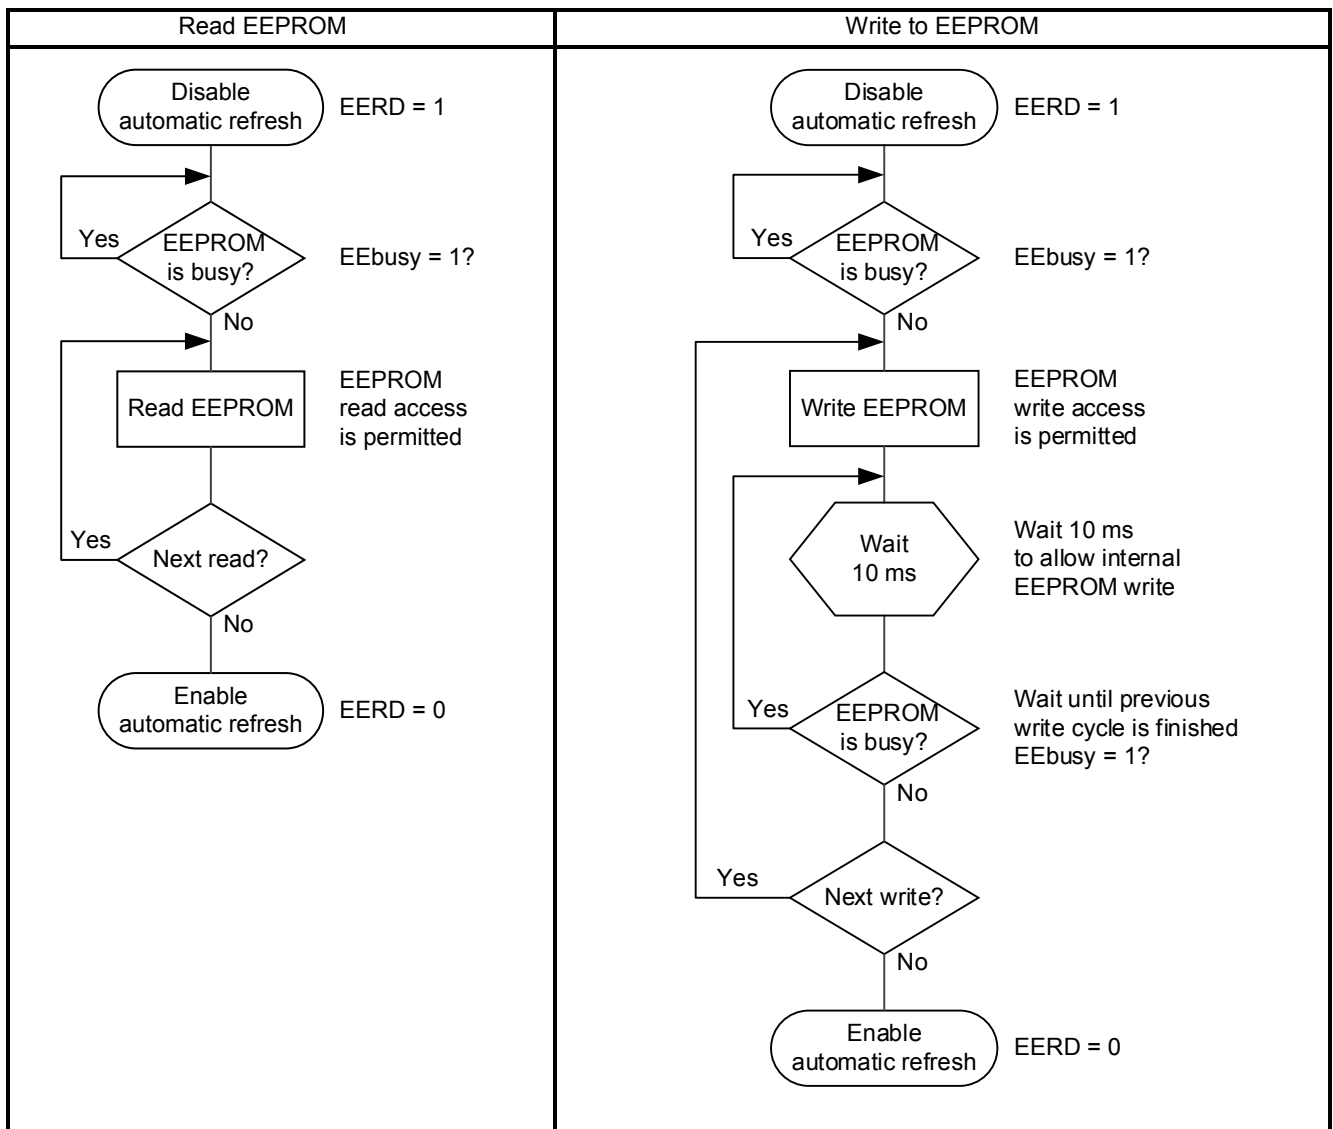 Read EEPROM
Disable
automatic refresh
EERD = 1
Yes
EEPROM
is busy?
EEbusy = 1?
No
Read EEPROM
EEPROM
read access
is permitted
Yes
Next read?
No
Enable
automatic refresh
EERD = 0
Write to EEPROM
Disable
automatic refresh
EERD = 1
Yes
EEPROM
is busy?
EEbusy = 1?
No
Write EEPROM
EEPROM
write access
is permitted
Wait
10 ms
Wait 10 ms
to allow internal
EEPROM write
Yes
EEPROM
is busy?
Wait until previous
write cycle is finished
EEbusy = 1?
No
Yes
Next write?
No
Enable
automatic refresh
EERD = 0